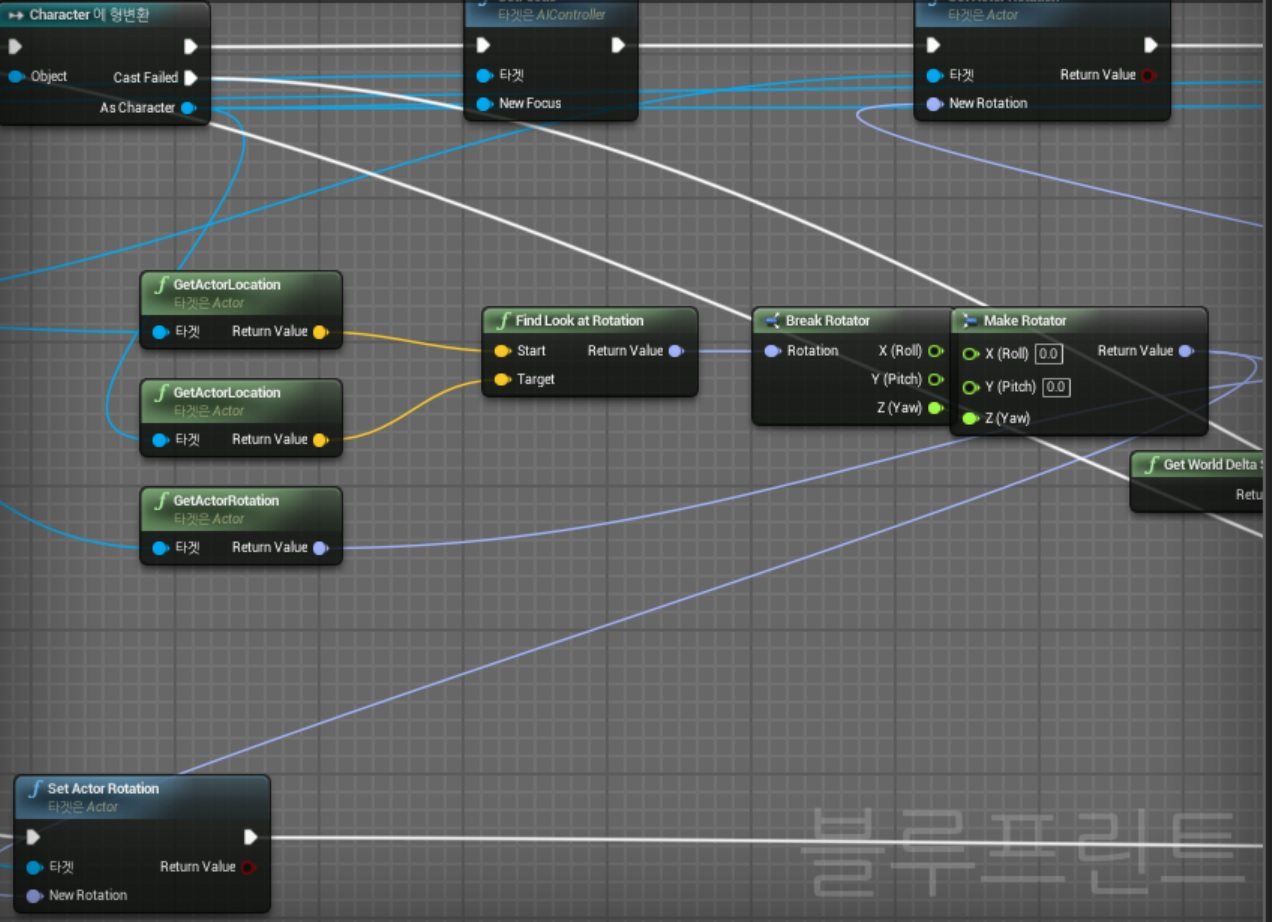 Character 에 형변환
Object
Cast Failed
As Character
타겟은 AIController
타겟
New Focus
타겟은 Actor
타겟
Return Value
New Rotation
GetActorLocation
타겟은 Actor
타겟
Return Value
GetActorLocation
타겟은 Actor
타겟
Return Value
GetActorRotation
타겟은 Actor
타겟
Return Value
Find Look at Rotation
Start
Return Value
Target
Break Rotator
Rotation
X (Roll)
Y (Pitch)
Z (Yaw)
Make Rotator
X (Roll) 0.0
Return Value
Y (Pitch) 0.0
Z (Yaw)
Get World Delta
Set Actor Rotation
타겟은 Actor
타겟
Return Value
New Rotation
블루프린트